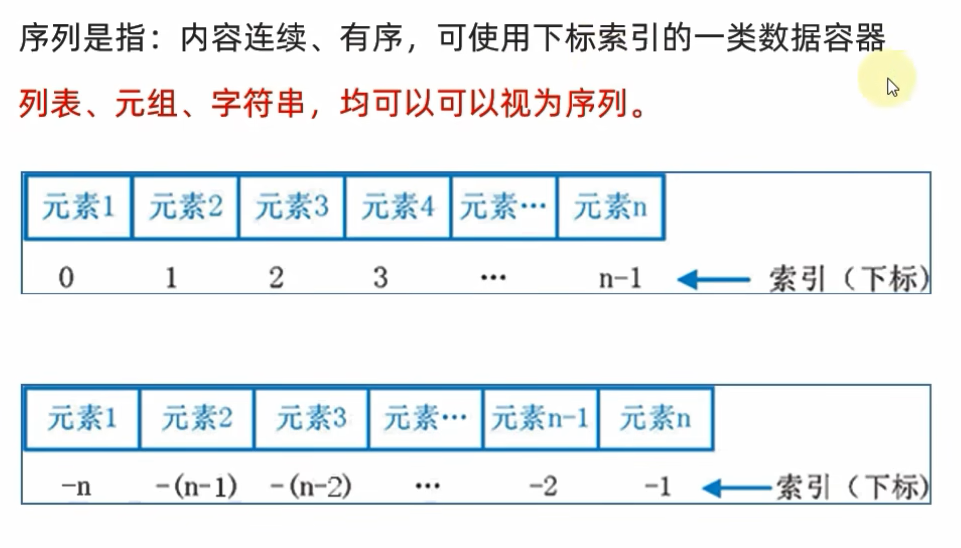 序列是指：内容连续、有序，可使用下标索引的一类数据容器
列表、元组、字符串，均可以可以视为序列。
元素1 元素2 元素3 元素4 元素… 元素n
0 1 2 3 … n-1 索引（下标）
元素1 元素2 元素3 元素… 元素n-1 元素n
-n -(n-1) -(n-2) … -2 -1 索引（下标）